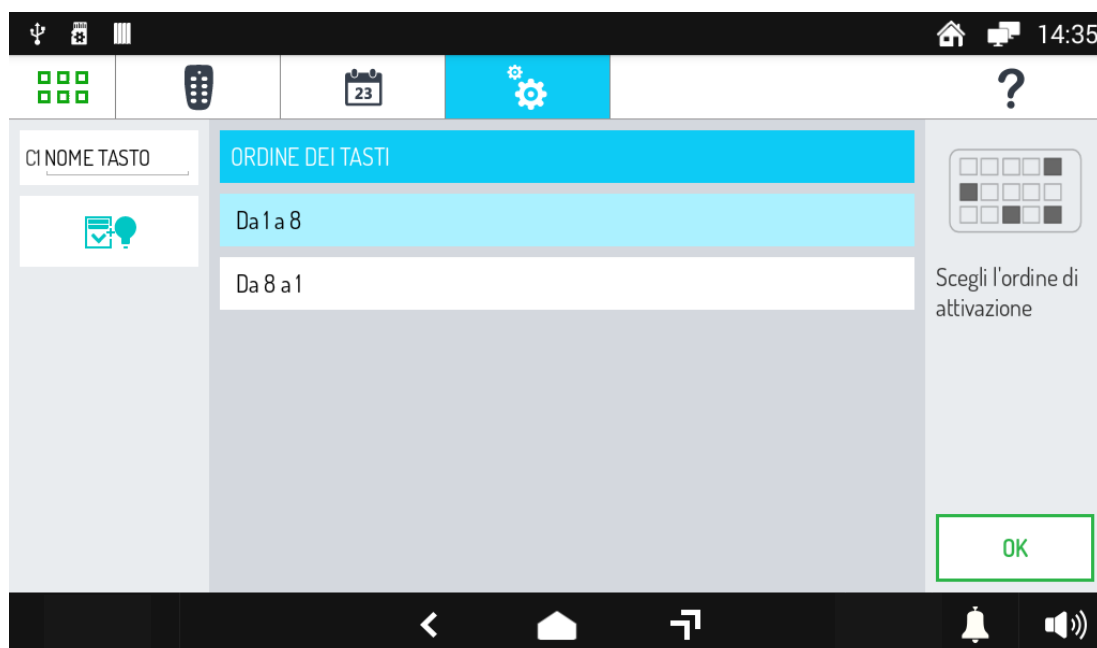 14:35
23
?
C1 NOME TASTO
ORDINE DEI TASTI
Da 1 a 8
Da 8 a 1
Scegli l'ordine di
attivazione
OK